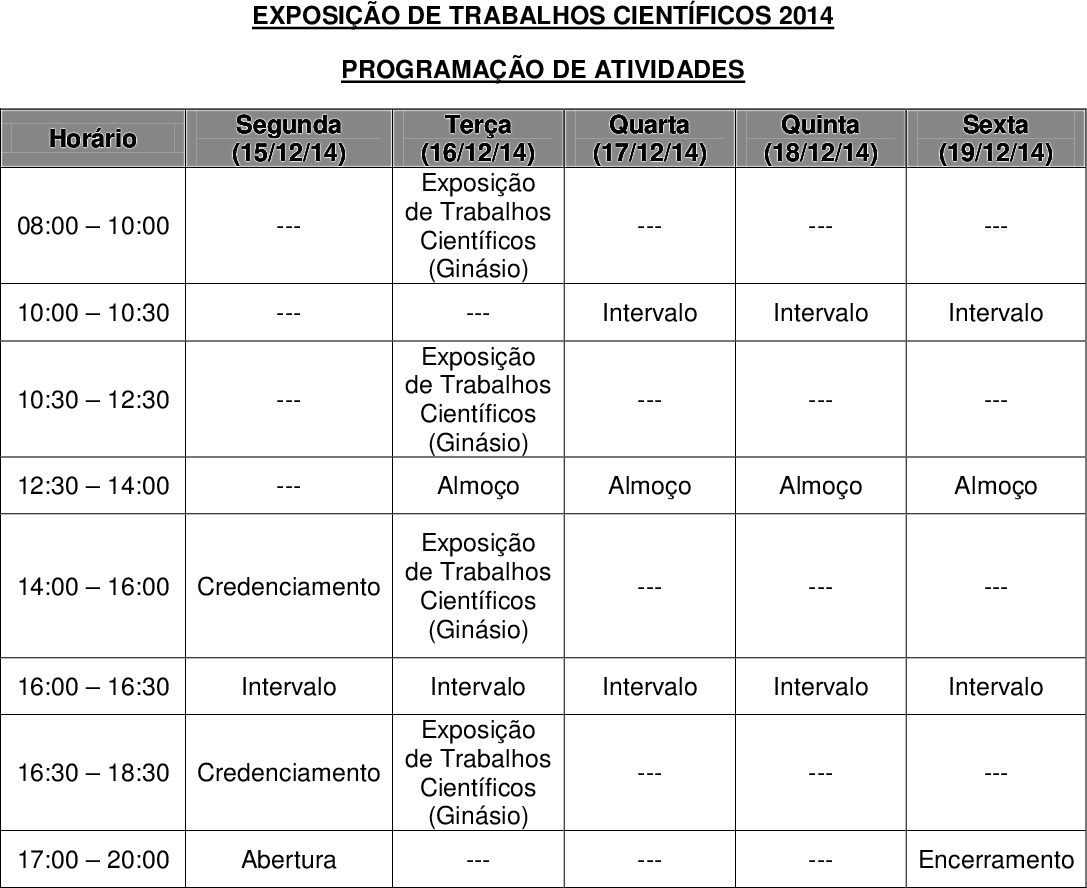 EXPOSIÇÃO DE TRABALHOS CIENTÍFICOS 2014
PROGRAMAÇÃO DE ATIVIDADES
Horário Segunda (15/12/14) Terça (16/12/14) Quarta (17/12/14) Quinta (18/12/14) Sexta (19/12/14)
08:00 – 10:00 --- Exposição de Trabalhos Científicos (Ginásio) --- --- ---
10:00 – 10:30 --- --- Intervalo Intervalo Intervalo
10:30 – 12:30 --- Exposição de Trabalhos Científicos (Ginásio) --- --- ---
12:30 – 14:00 --- Almoço Almoço Almoço Almoço
14:00 – 16:00 Credenciamento Exposição de Trabalhos Científicos (Ginásio) --- --- ---
16:00 – 16:30 Intervalo Intervalo Intervalo Intervalo Intervalo
16:30 – 18:30 Credenciamento Exposição de Trabalhos Científicos (Ginásio) --- --- ---
17:00 – 20:00 Abertura --- --- --- Encerramento